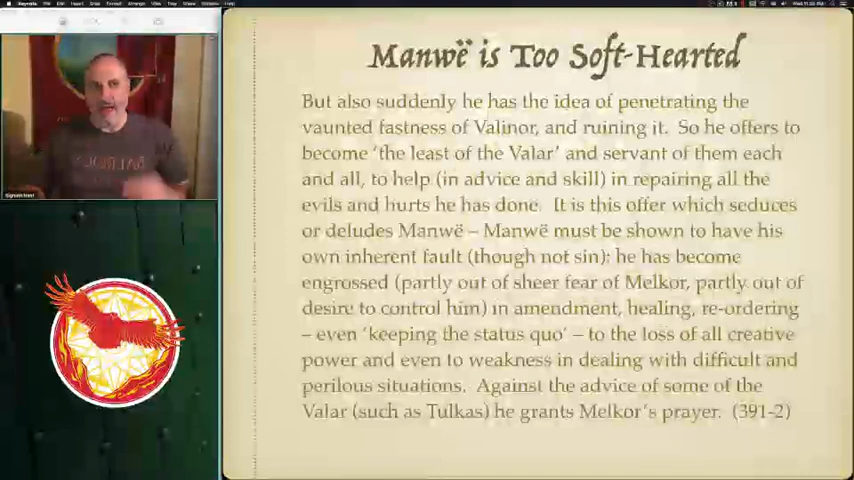 Manwë is Too Soft-Hearted
But also suddenly he has the idea of penetrating the
vaunted fastness of Valinor, and ruining it. So he offers to
become ‘the least of the Valar’ and servant of them each
and all, to help (in advice and skill) in repairing all the
evils and hurts he has done. It is this offer which seduces
or deludes Manwë – Manwë must be shown to have his
own inherent fault (though not sin): he has become
engrossed (partly out of sheer fear of Melkor, partly out of
desire to control him) in amendment, healing, re-ordering
– even ‘keeping the status quo’ – to the loss of all creative
power and even to weakness in dealing with difficult and
perilous situations. Against the advice of some of the
Valar (such as Tulkas) he grants Melkor’s prayer. (391-2)